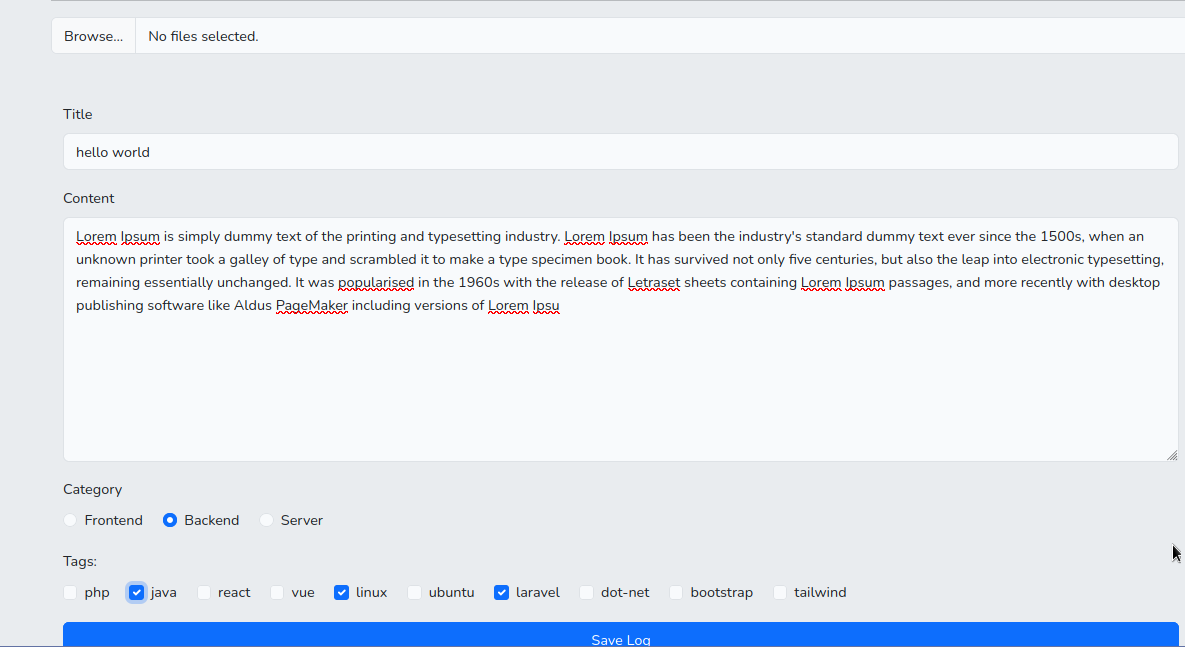 Browse... No files selected.
Title
hello world
Content
Lorem Ipsum is simply dummy text of the printing and typesetting industry. Lorem Ipsum has been the industry's standard dummy text ever since the 1500s, when an
unknown printer took a galley of type and scrambled it to make a type specimen book. It has survived not only five centuries, but also the leap into electronic typesetting,
remaining essentially unchanged. It was popularised in the 1960s with the release of Letraset sheets containing Lorem Ipsum passages, and more recently with desktop
publishing software like Aldus PageMaker including versions of Lorem Ipsu
Category
Frontend Backend Server
Tags:
php java react vue linux ubuntu laravel dot-net bootstrap tailwind
Save Log